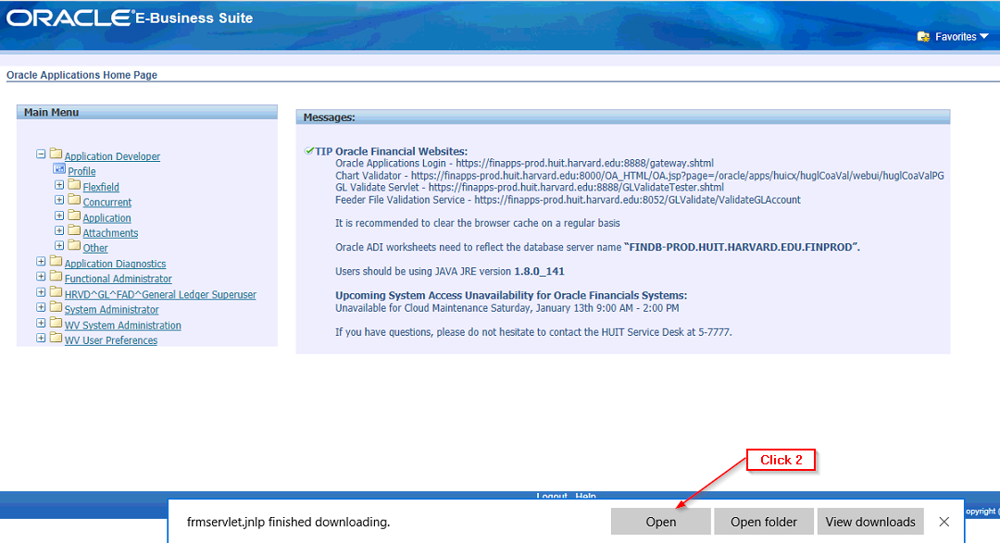 ORACLE® E-Business Suite
Favorites
Oracle Applications Home Page
Main Menu
Application Developer
Profile
Flexfield
Concurrent
Application
Attachments
Other
Application Diagnostics
Functional Administrator
HRVD^GL^FAD^General Ledger Superuser
System Administrator
WV System Administration
WV User Preferences
Messages:
TIP Oracle Financial Websites:
Oracle Applications Login - https://finapps-prod.huit.harvard.edu:8888/gateway.shtml
Chart Validator - https://finapps-prod.huit.harvard.edu:8000/OA_HTML/OA.jsp?page=/oracle/apps/huicx/huglCoaVal/webui/huglCoaValPG
GL Validate Servlet - https://finapps-prod.huit.harvard.edu:8888/GLValidateTester.shtml
Feeder File Validation Service - https://finapps-prod.huit.harvard.edu:8052/GLValidate/ValidateGLAccount
It is recommended to clear the browser cache on a regular basis
Oracle ADI worksheets need to reflect the database server name “FINDB-PROD.HUIT.HARVARD.EDU.FINPROD”.
Users should be using JAVA JRE version 1.8.0_141
Upcoming System Access Unavailability for Oracle Financials Systems:
Unavailable for Cloud Maintenance Saturday, January 13th 9:00 AM - 2:00 PM
If you have questions, please do not hesitate to contact the HUIT Service Desk at 5-7777.
Click 2
Logout Help
opyright (
frmservlet.jnlp finished downloading.
Open
Open folder
View downloads